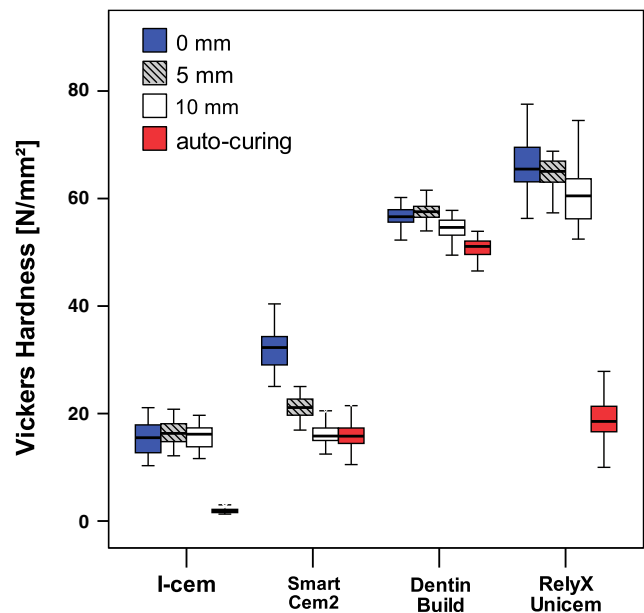 0 mm
5 mm
10 mm
auto-curing
Vickers Hardness [N/mm²]
80
60
40
20
0
I-cem
Smart
Cem2
Dentin
Build
RelyX
Unicem